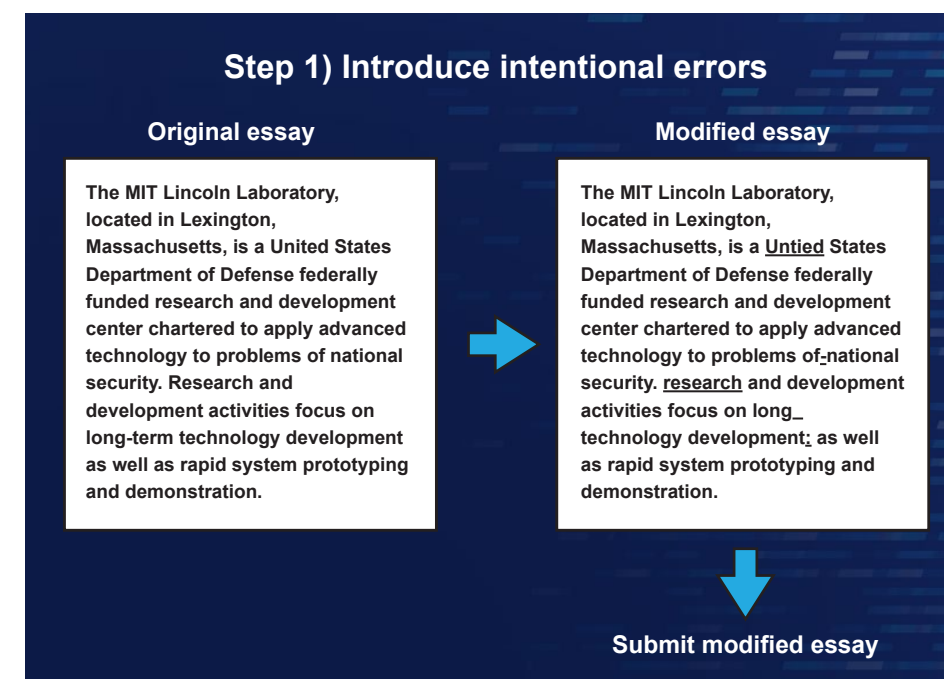 Step 1) Introduce intentional errors
Original essay
The MIT Lincoln Laboratory,
located in Lexington,
Massachusetts, is a United States
Department of Defense federally
funded research and development
center chartered to apply advanced
technology to problems of national
security. Research and
development activities focus on
long-term technology development
as well as rapid system prototyping
and demonstration.
Modified essay
The MIT Lincoln Laboratory,
located in Lexington,
Massachusetts, is a Untied States
Department of Defense federally
funded research and development
center chartered to apply advanced
technology to problems of-national
security. research and development
activities focus on long_
technology development; as well
as rapid system prototyping and
demonstration.
Submit modified essay